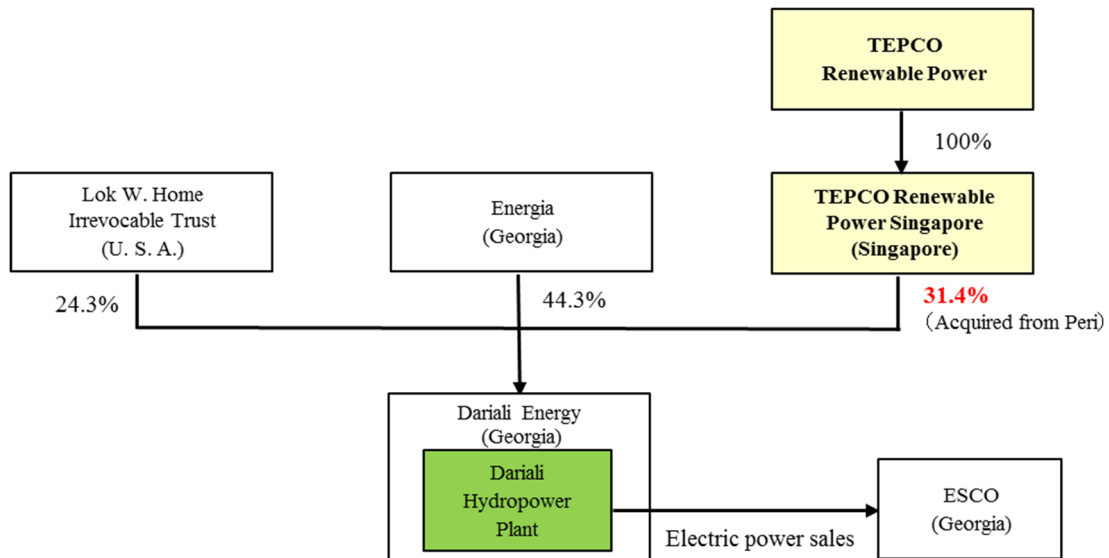 TEPCO
Renewable Power
100%
Lok W. Home
Irrevocable Trust
(U. S. A.)
Energia
(Georgia)
TEPCO Renewable
Power Singapore
(Singapore)
24.3%
44.3%
31.4%
（Acquired from Peri)
Dariali Energy
(Georgia)
Dariali
Hydropower
Plant
Electric power sales
ESCO
(Georgia)